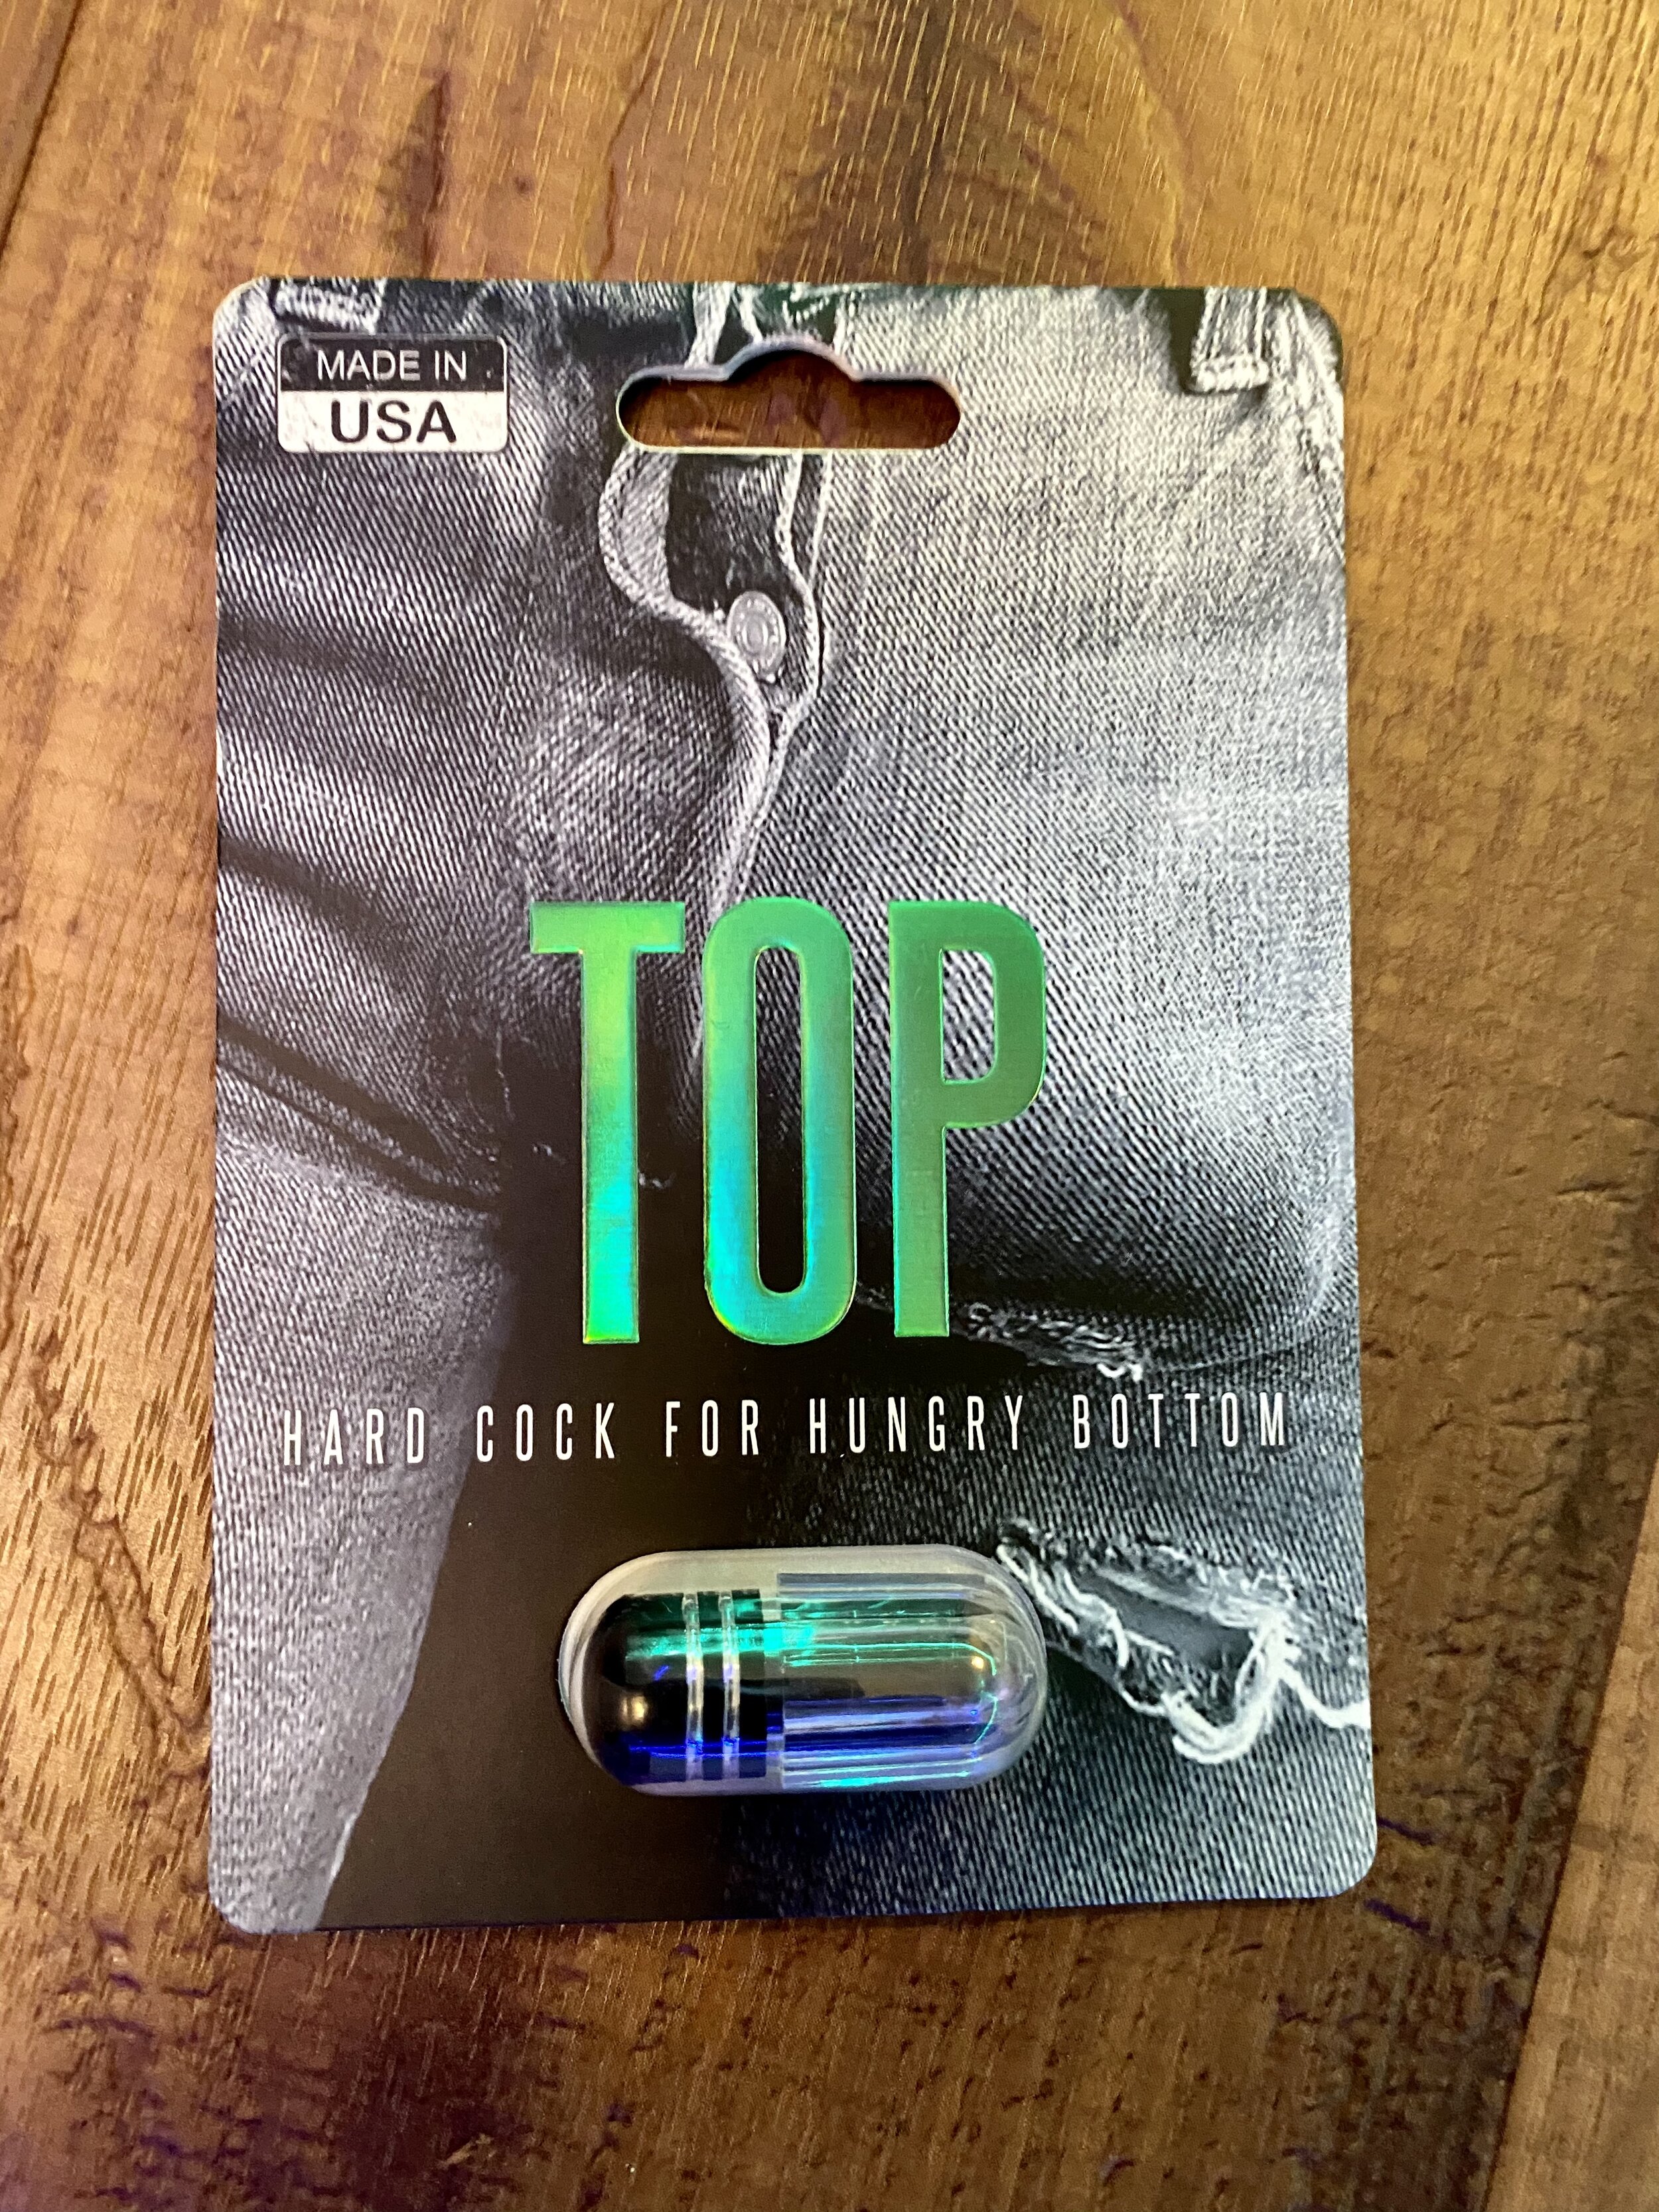 MADE IN
USA
TOP
HARD COCK FOR HUNGRY BOTTOM